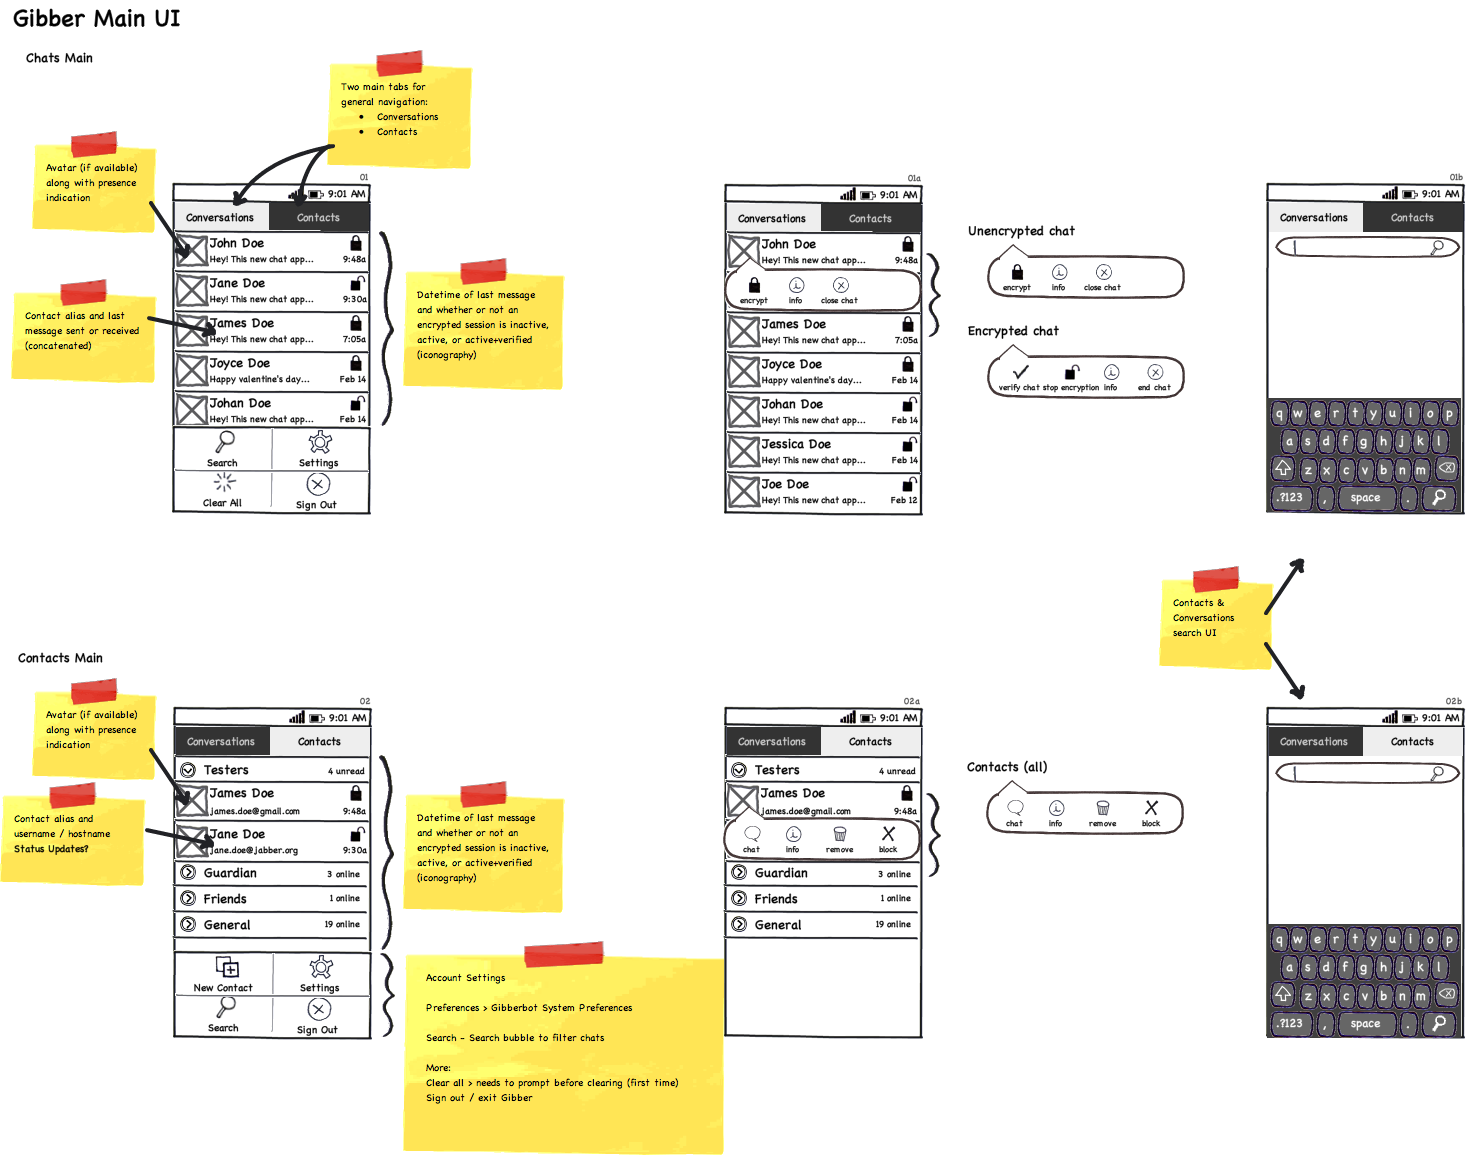 Gibber Main UI
Chats Main
Two main tabs for
general navigation:
• Conversations
• Contacts
Avatar (if available)
along with presence
indication
Contact alias and last
message sent or received
(concatenated)
01
9:01 AM
Conversations Contacts
John Doe
Hey! This new chat app... 9:48a
Jane Doe
Hey! This new chat app... 9:30a
James Doe
Hey! This new chat app... 7:05a
Joyce Doe
Happy valentine's day... Feb 14
Johan Doe
Hey! This new chat app... Feb 14
Search Settings
Clear All Sign Out
Datetime of last message
and whether or not an
encrypted session is inactive,
active, or active+verified
(iconography)
01a
9:01 AM
Conversations Contacts
John Doe
Hey! This new chat app... 9:48a
encrypt info close chat
James Doe
Hey! This new chat app... 7:05a
Joyce Doe
Happy valentine's day... Feb 14
Johan Doe
Hey! This new chat app... Feb 14
Jessica Doe
Hey! This new chat app... Feb 14
Joe Doe
Hey! This new chat app... Feb 12
Unencrypted chat
encrypt info close chat
Encrypted chat
verify chat stop encryption info end chat
01b
9:01 AM
Conversations Contacts
q w e r t y u i o p
a s d f g h j k l
z x c v b n m
.?123 , space .
Contacts &
Conversations
search UI
Contacts Main
Avatar (if available)
along with presence
indication
Contact alias and
username / hostname
Status Updates?
02
9:01 AM
Conversations Contacts
Testers 4 unread
James Doe
james.doe@gmail.com 9:48a
Jane Doe
jane.doe@jabber.org 9:30a
Guardian 3 online
Friends 1 online
General 19 online
New Contact Settings
Search Sign Out
Datetime of last message
and whether or not an
encrypted session is inactive,
active, or active+verified
(iconography)
Account Settings
Preferences > Gibberbot System Preferences
Search - Search bubble to filter chats
More:
Clear all > needs to prompt before clearing (first time)
Sign out / exit Gibber
02a
9:01 AM
Conversations Contacts
Testers 4 unread
James Doe
james.doe@gmail.com 9:48a
chat info remove block
Guardian 3 online
Friends 1 online
General 19 online
Contacts (all)
chat info remove block
02b
9:01 AM
Conversations Contacts
q w e r t y u i o p
a s d f g h j k l
z x c v b n m
.?123 , space .